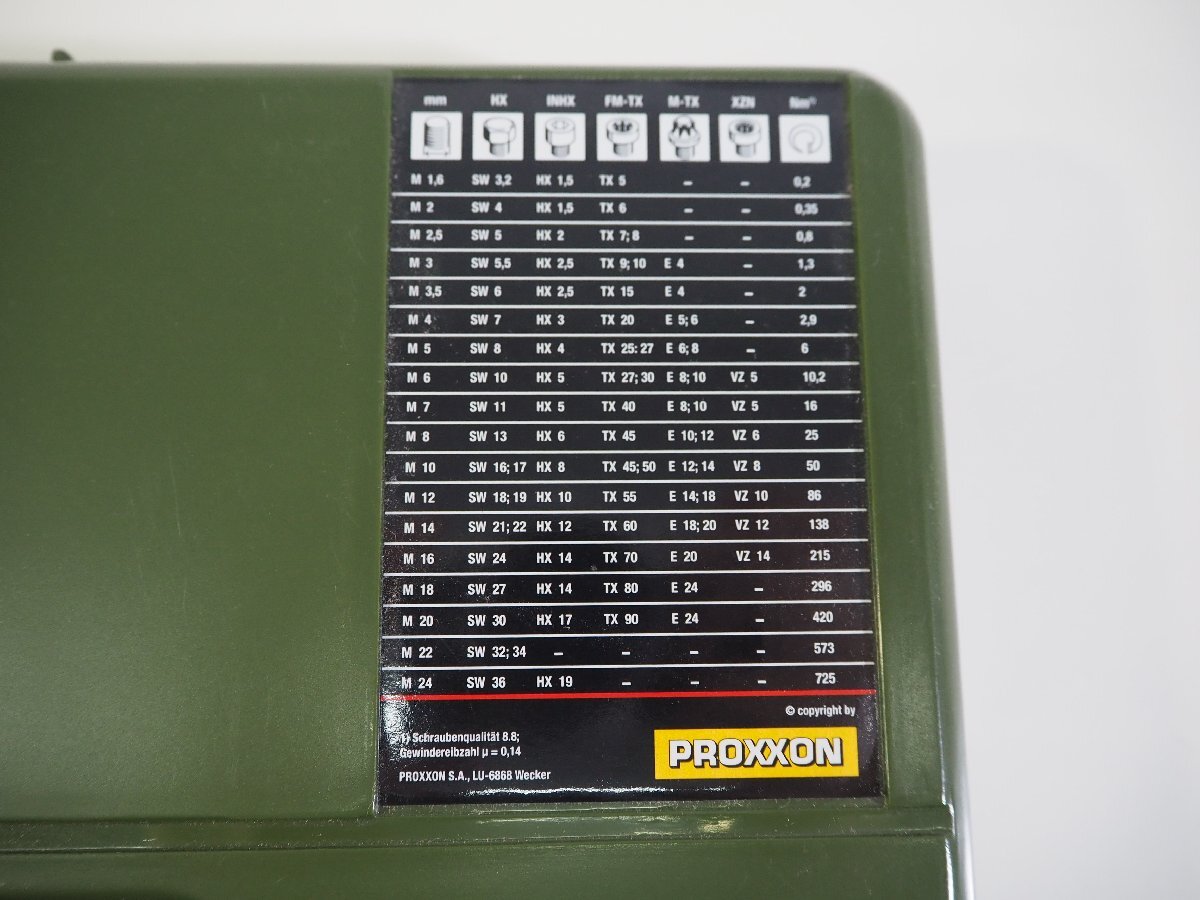 mm HX INHX FM-TX M-TX XZN Nm¹⁾
M 1,6 SW 3,2 HX 1,5 TX 5 – – 0,2
M 2 SW 4 HX 1,5 TX 6 – – 0,35
M 2,5 SW 5 HX 2 TX 7; 8 – – 0,8
M 3 SW 5,5 HX 2,5 TX 9; 10 E 4 – 1,3
M 3,5 SW 6 HX 2,5 TX 15 E 4 – 2
M 4 SW 7 HX 3 TX 20 E 5; 6 – 2,9
M 5 SW 8 HX 4 TX 25: 27 E 6; 8 – 6
M 6 SW 10 HX 5 TX 27; 30 E 8; 10 VZ 5 10,2
M 7 SW 11 HX 5 TX 40 E 8; 10 VZ 5 16
M 8 SW 13 HX 6 TX 45 E 10; 12 VZ 6 25
M 10 SW 16; 17 HX 8 TX 45; 50 E 12; 14 VZ 8 50
M 12 SW 18; 19 HX 10 TX 55 E 14; 18 VZ 10 86
M 14 SW 21; 22 HX 12 TX 60 E 18; 20 VZ 12 138
M 16 SW 24 HX 14 TX 70 E 20 VZ 14 215
M 18 SW 27 HX 14 TX 80 E 24 – 296
M 20 SW 30 HX 17 TX 90 E 24 – 420
M 22 SW 32; 34 – – – – 573
M 24 SW 36 HX 19 – – – 725
© copyright by
PROXXON
1) Schraubenqualität 8.8;
Gewindereibzahl µ = 0,14
PROXXON S.A., LU-6868 Wecker